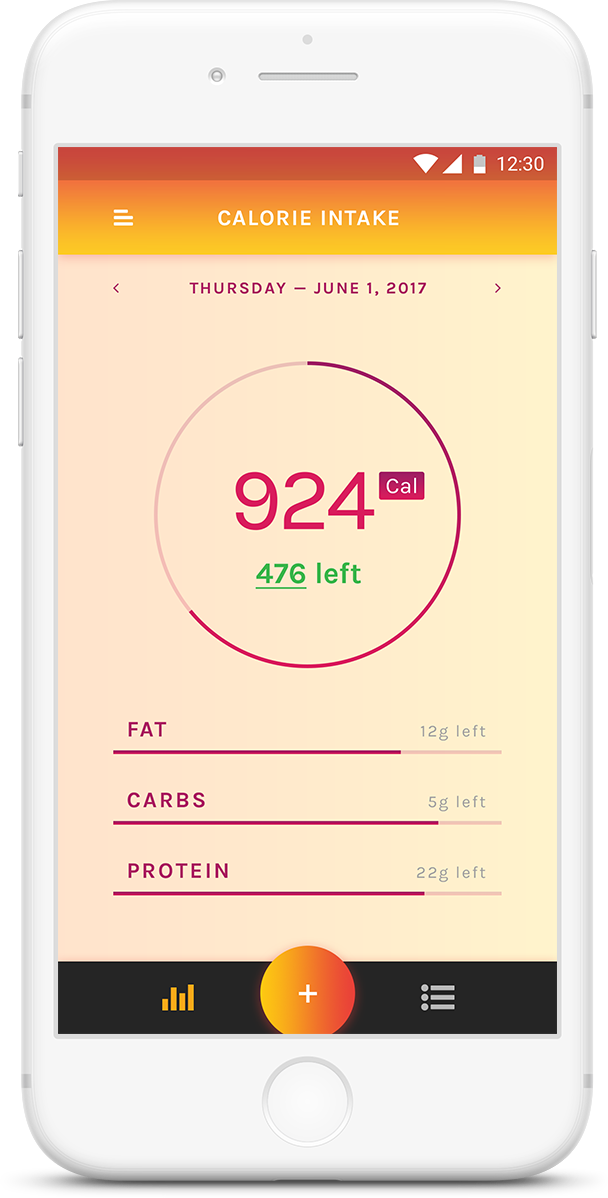 12:30
CALORIE INTAKE
< THURSDAY – JUNE 1, 2017 >
924 Cal
476 left
FAT 12g left
CARBS 5g left
PROTEIN 22g left
+